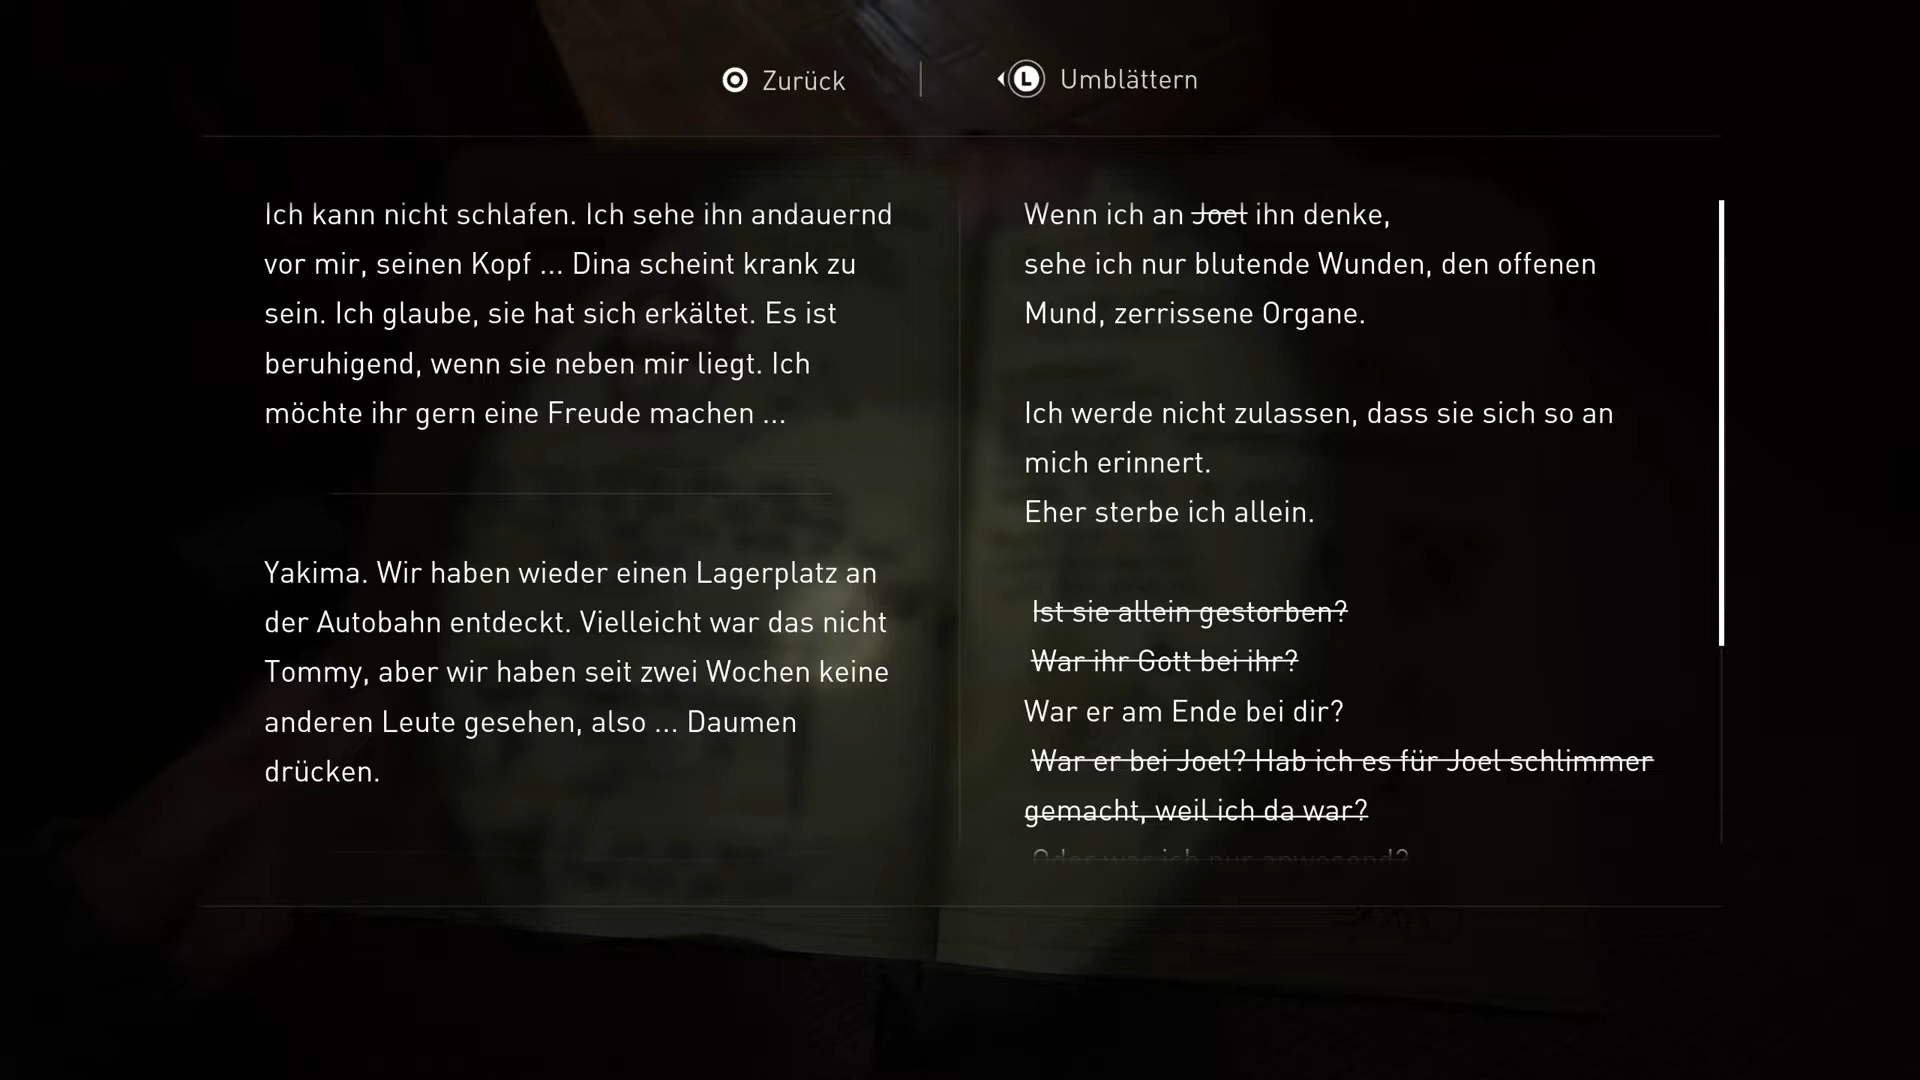 Zurück
L Umblättern
Ich kann nicht schlafen. Ich sehe ihn andauernd
vor mir, seinen Kopf ... Dina scheint krank zu
sein. Ich glaube, sie hat sich erkältet. Es ist
beruhigend, wenn sie neben mir liegt. Ich
möchte ihr gern eine Freude machen ...
Yakima. Wir haben wieder einen Lagerplatz an
der Autobahn entdeckt. Vielleicht war das nicht
Tommy, aber wir haben seit zwei Wochen keine
anderen Leute gesehen, also ... Daumen
drücken.
Wenn ich an Joel ihn denke,
sehe ich nur blutende Wunden, den offenen
Mund, zerrissene Organe.
Ich werde nicht zulassen, dass sie sich so an
mich erinnert.
Eher sterbe ich allein.
Ist sie allein gestorben?
War ihr Gott bei ihr?
War er am Ende bei dir?
War er bei Joel? Hab ich es für Joel schlimmer
gemacht, weil ich da war?
Oder war ich nur anwesend?